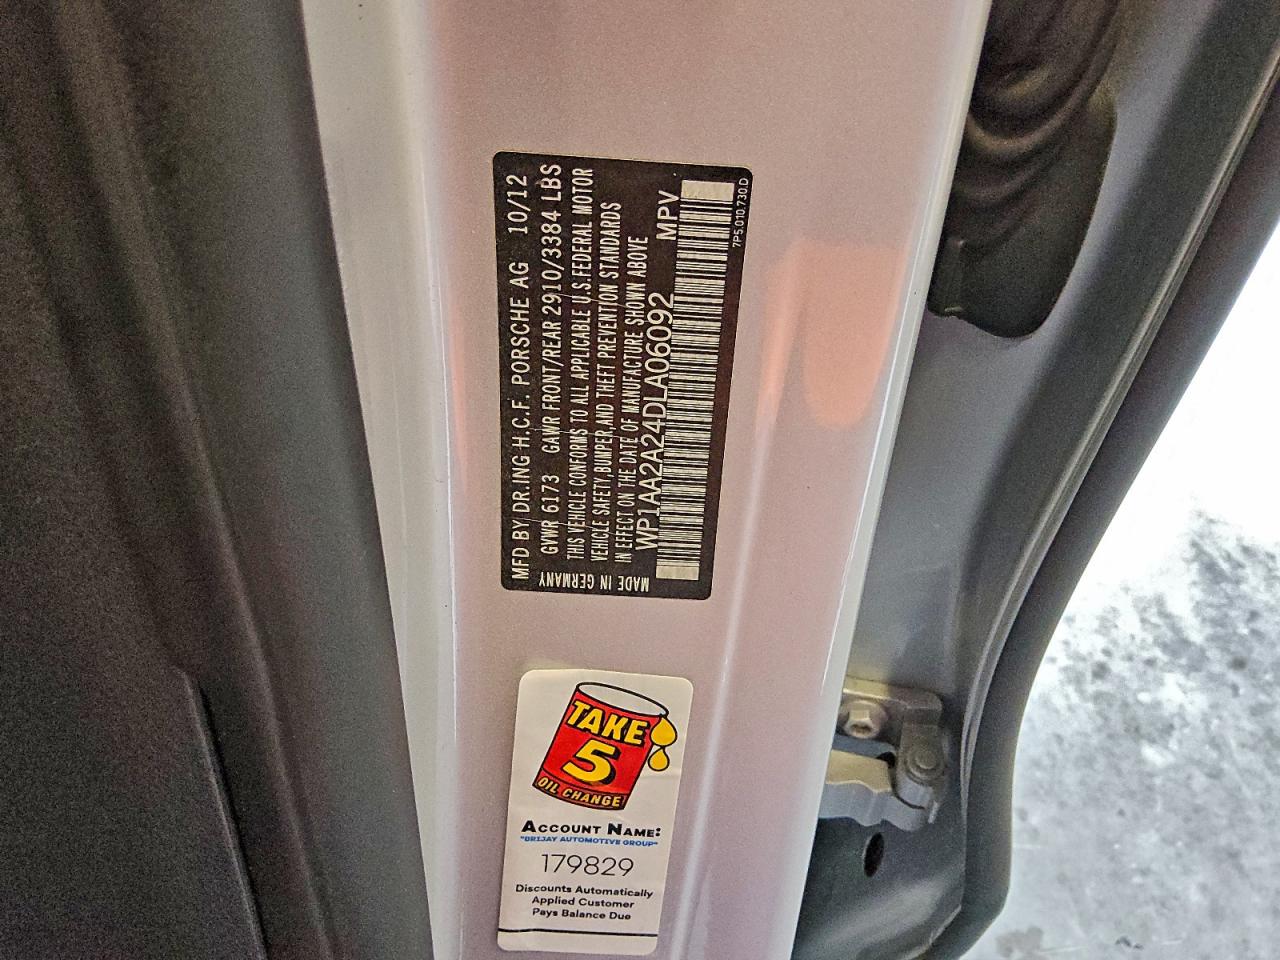 MFD BY DR.ING H.C.F. PORSCHE AG 10/12
GVWR 6173 GAWR FRONT/REAR 2910/3384 LBS
THIS VEHICLE CONFORMS TO ALL APPLICABLE U.S.FEDERAL MOTOR
VEHICLE SAFETY,BUMPER,AND THEFT PREVENTION STANDARDS
IN EFFECT ON THE DATE OF MANUFACTURE SHOWN ABOVE
WP1AA2A24DLA06092 MPV
MADE IN GERMANY
7P5.010.730.D
TAKE
5
OIL CHANGE
ACCOUNT NAME:
"DRIJAY AUTOMOTIVE GROUP"
179829
Discounts Automatically
Applied Customer
Pays Balance Due